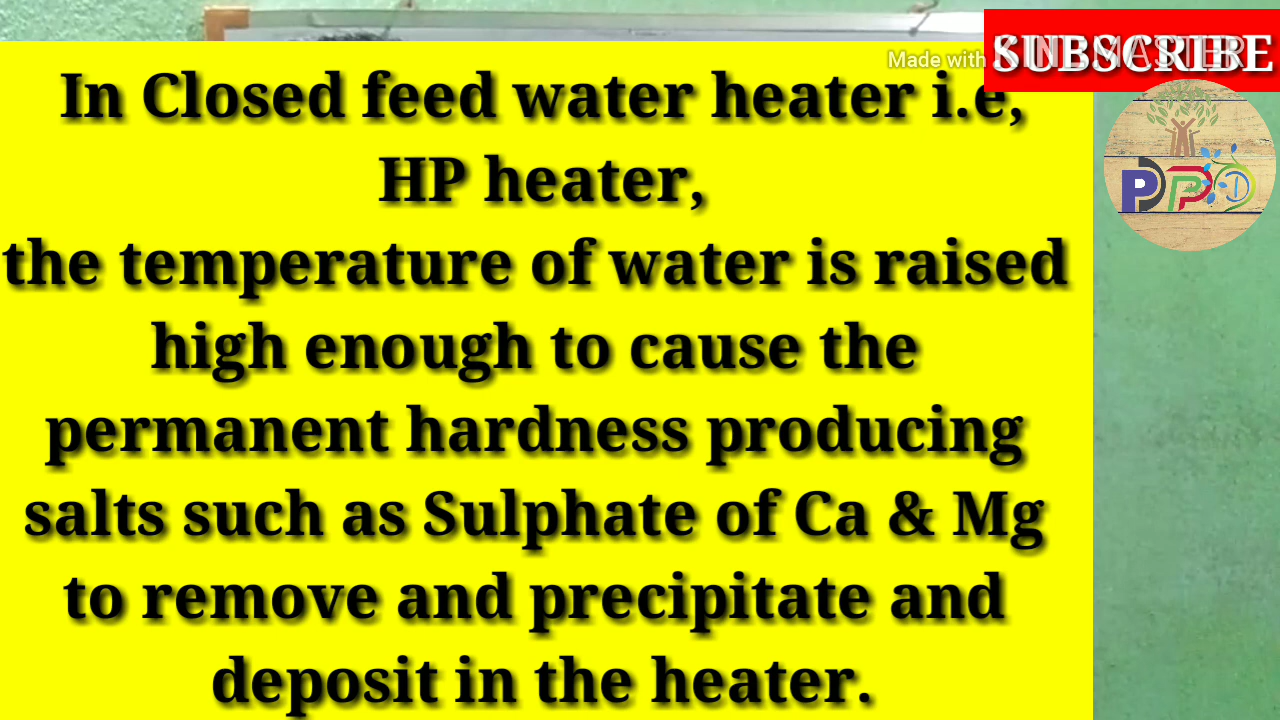 SUBSCRIBE
Made with KINEMASTER
In Closed feed water heater i.e,
HP heater,
the temperature of water is raised
high enough to cause the
permanent hardness producing
salts such as Sulphate of Ca & Mg
to remove and precipitate and
deposit in the heater.
PPD